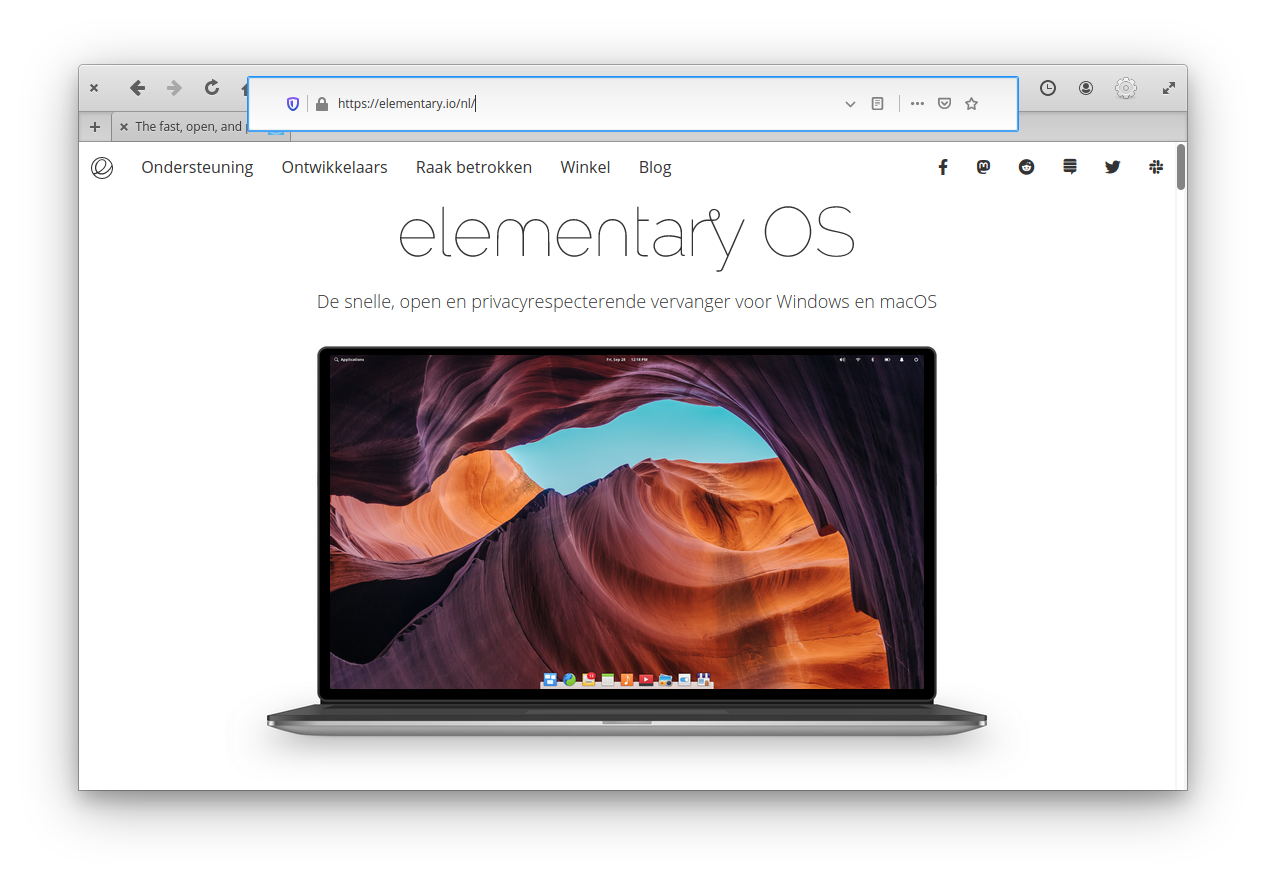 https://elementary.io/nl/
The fast, open, and
Ondersteuning Ontwikkelaars Raak betrokken Winkel Blog
elementary OS
De snelle, open en privacyrespecterende vervanger voor Windows en macOS
Applications Fri, Sep 28 12:18 PM